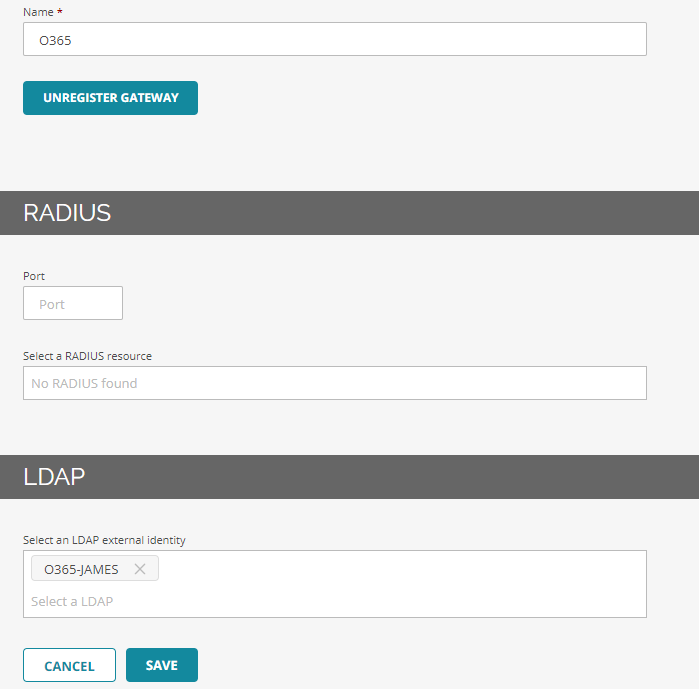 Name *
O365
UNREGISTER GATEWAY
RADIUS
Port
Port
Select a RADIUS resource
No RADIUS found
LDAP
Select an LDAP external identity
O365-JAMES
Select a LDAP
CANCEL SAVE